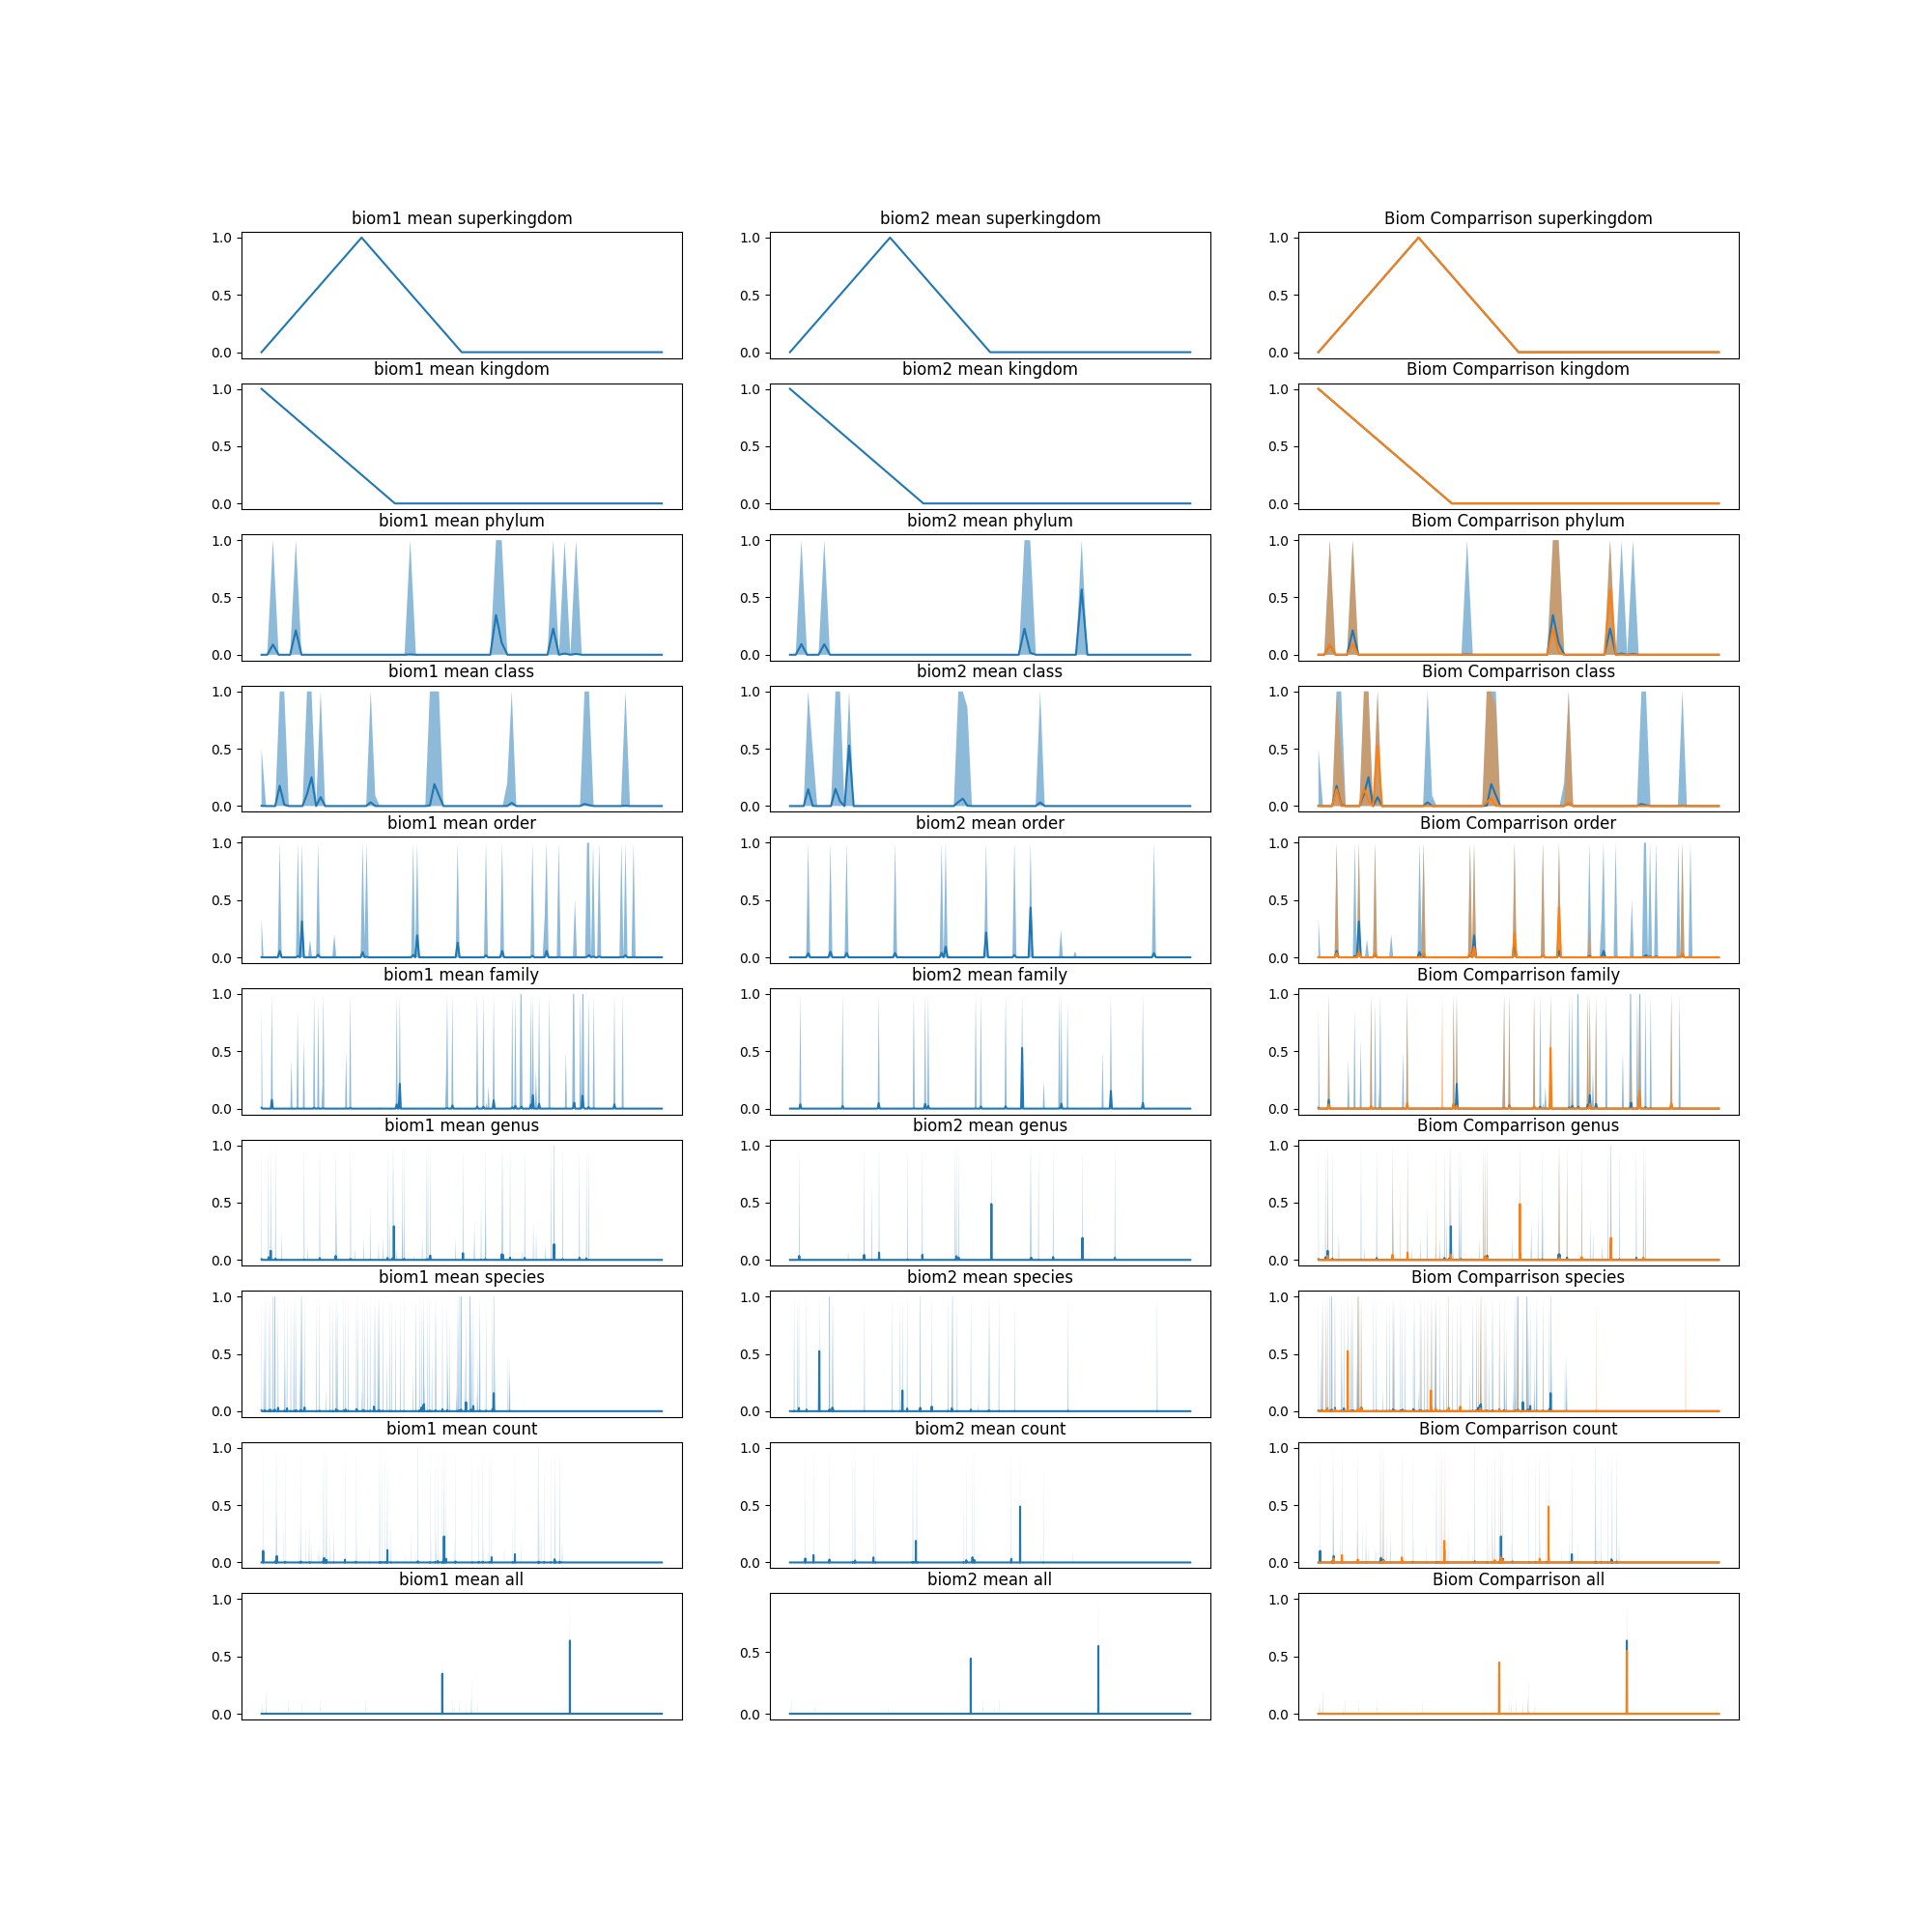 biom1 mean superkingdom
biom2 mean superkingdom
Biom Comparrison superkingdom
1.0
0.5
0.0
1.0
0.5
0.0
1.0
0.5
0.0
biom1 mean kingdom
biom2 mean kingdom
Biom Comparrison kingdom
1.0
0.5
0.0
1.0
0.5
0.0
1.0
0.5
0.0
biom1 mean phylum
biom2 mean phylum
Biom Comparrison phylum
1.0
0.5
0.0
1.0
0.5
0.0
1.0
0.5
0.0
biom1 mean class
biom2 mean class
Biom Comparrison class
1.0
0.5
0.0
1.0
0.5
0.0
1.0
0.5
0.0
biom1 mean order
biom2 mean order
Biom Comparrison order
1.0
0.5
0.0
1.0
0.5
0.0
1.0
0.5
0.0
biom1 mean family
biom2 mean family
Biom Comparrison family
1.0
0.5
0.0
1.0
0.5
0.0
1.0
0.5
0.0
biom1 mean genus
biom2 mean genus
Biom Comparrison genus
1.0
0.5
0.0
1.0
0.5
0.0
1.0
0.5
0.0
biom1 mean species
biom2 mean species
Biom Comparrison species
1.0
0.5
0.0
1.0
0.5
0.0
1.0
0.5
0.0
biom1 mean count
biom2 mean count
Biom Comparrison count
1.0
0.5
0.0
1.0
0.5
0.0
1.0
0.5
0.0
biom1 mean all
biom2 mean all
Biom Comparrison all
1.0
0.5
0.0
0.5
0.0
1.0
0.5
0.0